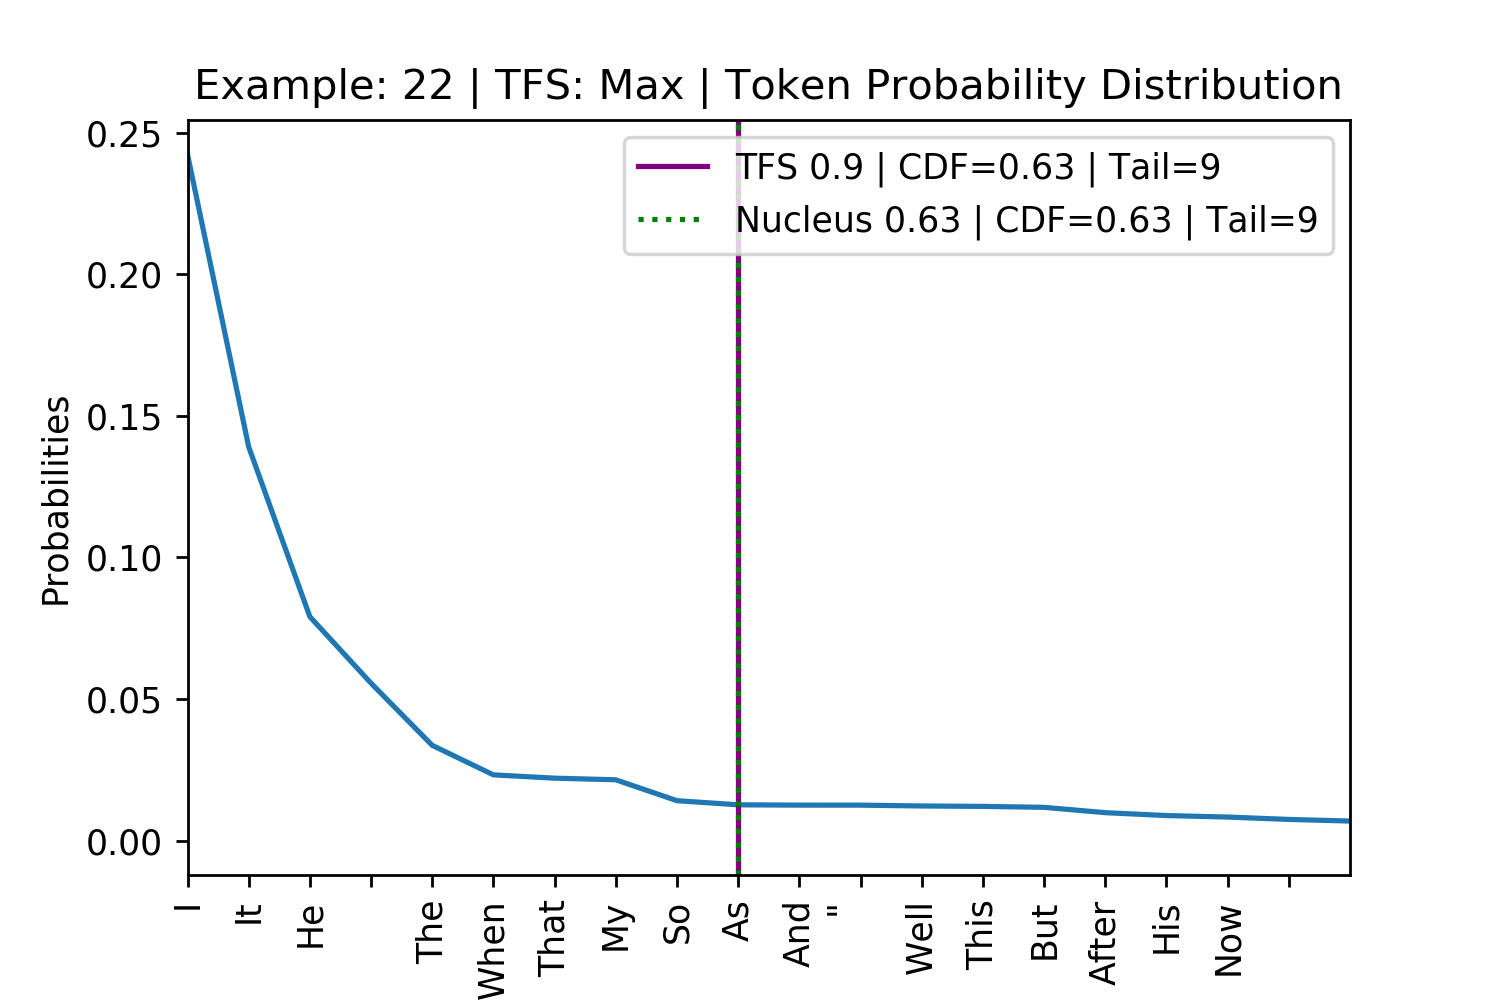 Example: 22 | TFS: Max | Token Probability Distribution
TFS 0.9 | CDF=0.63 | Tail=9
Nucleus 0.63 | CDF=0.63 | Tail=9
Probabilities
0.25
0.20
0.15
0.10
0.05
0.00
I
It
He
The
When
That
My
So
As
And
"
Well
This
But
After
His
Now